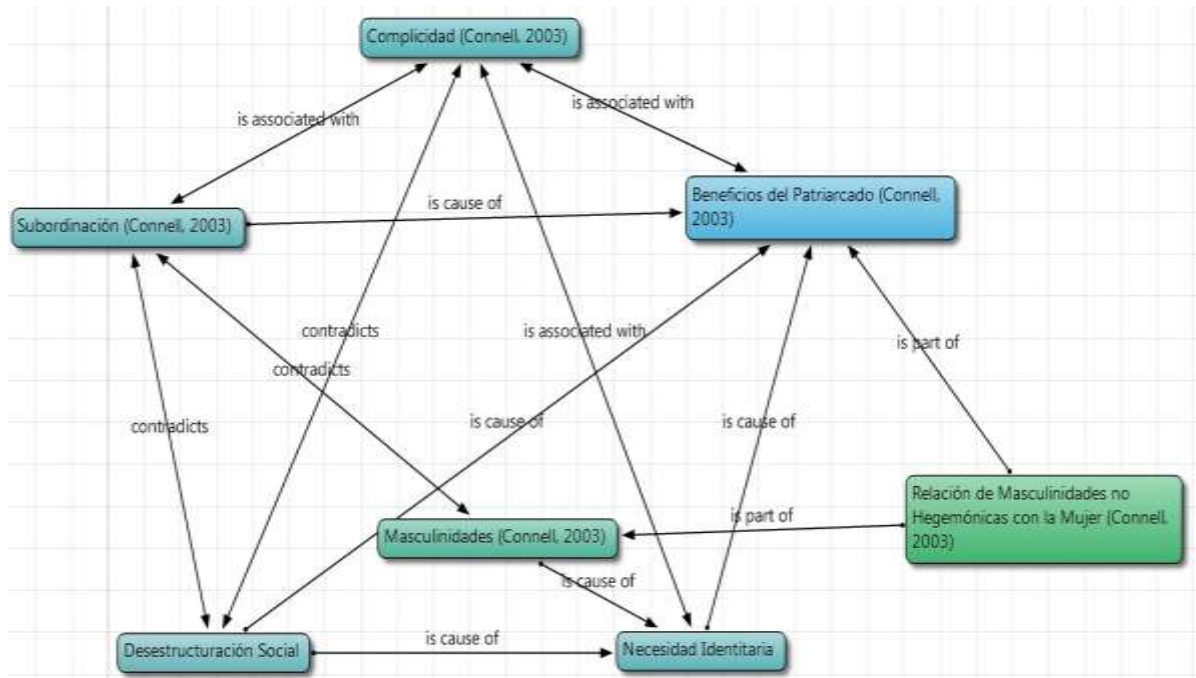 Complicidad (Connell, 2003)
is associated with
is associated with
Beneficios del Patriarcado (Connell,
2003)
is cause of
Subordinación (Connell, 2003)
contradicts
is associated with
is part of
contradicts
contradicts
is cause of
is cause of
Relación de Masculinidades no
Hegemónicas con la Mujer (Connell,
2003)
is part of
Masculinidades (Connell, 2003)
is cause of
is cause of
Desestructuración Social
Necesidad Identitaria